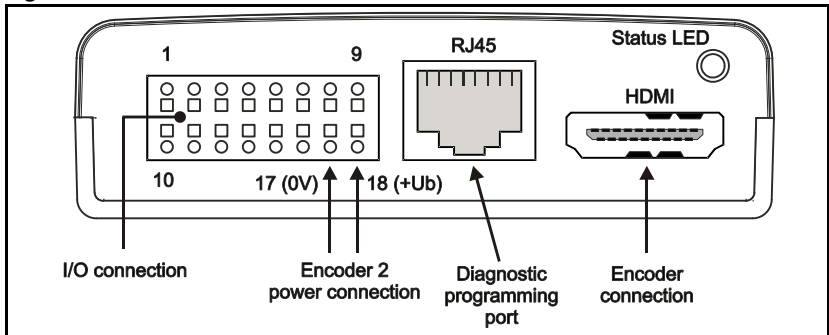 Status LED
1
9
RJ45
HDMI
10
17 (0V)
18 (+Ub)
I/O connection
Encoder 2
power connection
Diagnostic
programming
port
Encoder
connection